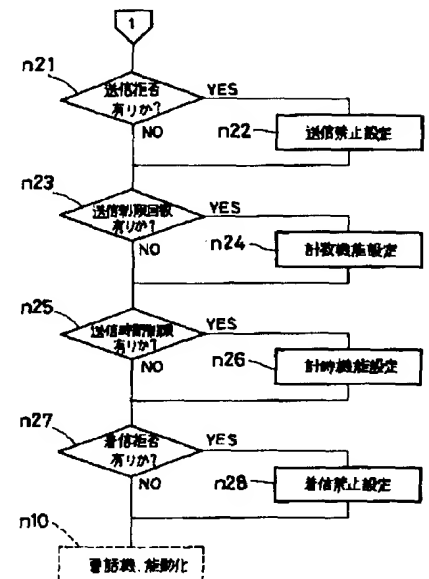 1
n21
送信拒否
有りか?
YES
NO
n22
送信禁止設定
n23
送信制限回数
有りか?
YES
NO
n24
計数機能設定
n25
送信時間制限
有りか?
YES
NO
n26
計時機能設定
n27
着信拒否
有りか?
YES
NO
n28
着信禁止設定
n10
電話機、能動化